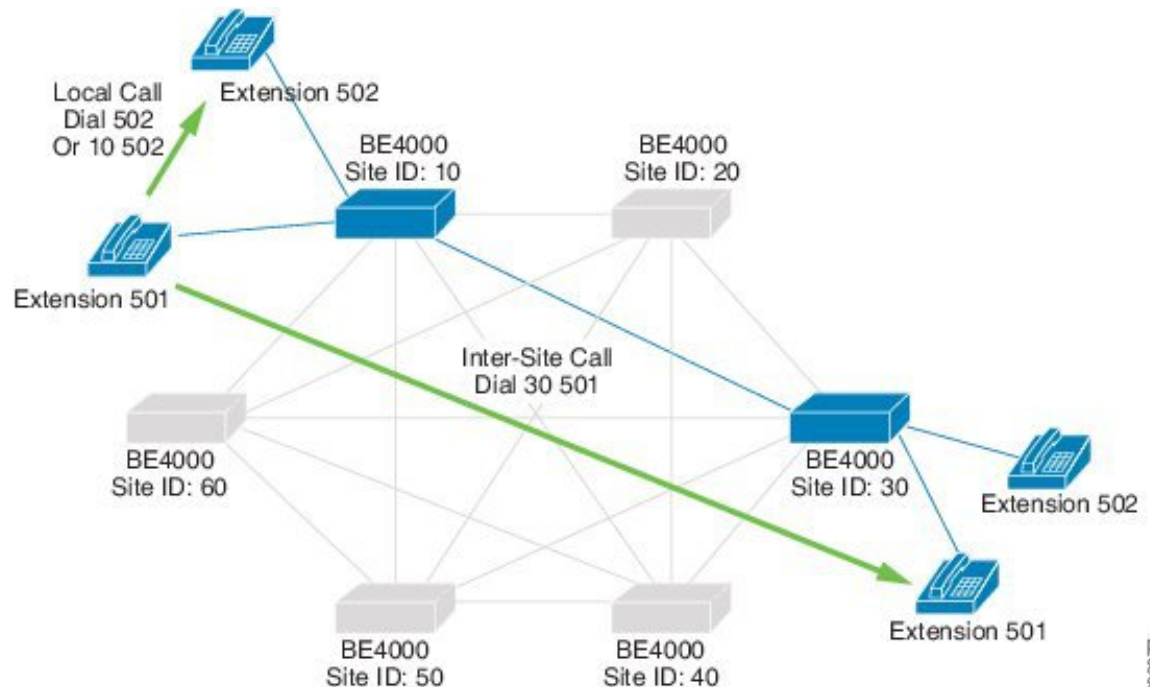 Local Call
Dial 502
Or 10 502
Extension 502
BE4000
Site ID: 10
BE4000
Site ID: 20
Extension 501
Inter-Site Call
Dial 30 501
BE4000
Site ID: 60
BE4000
Site ID: 30
Extension 502
Extension 501
BE4000
Site ID: 50
BE4000
Site ID: 40